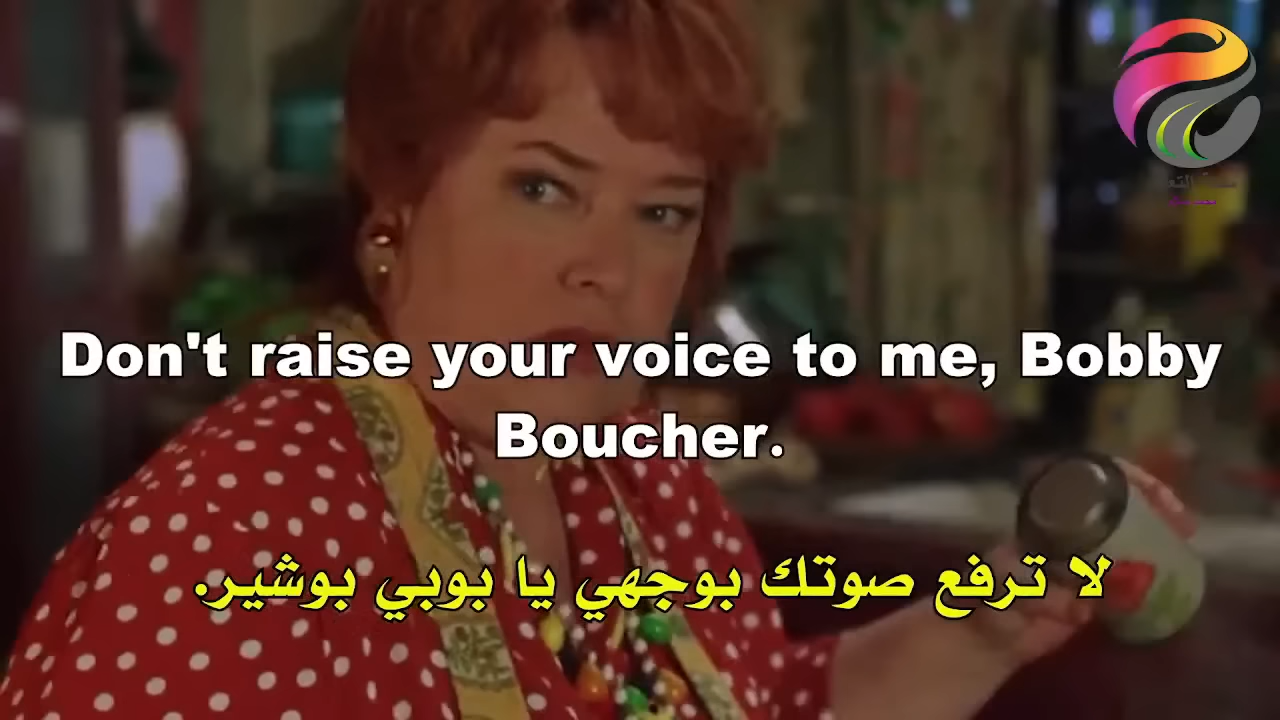 Don't raise your voice to me, Bobby
Boucher.
لا ترفع صوتك بوجهي يا بوبي بوشير.